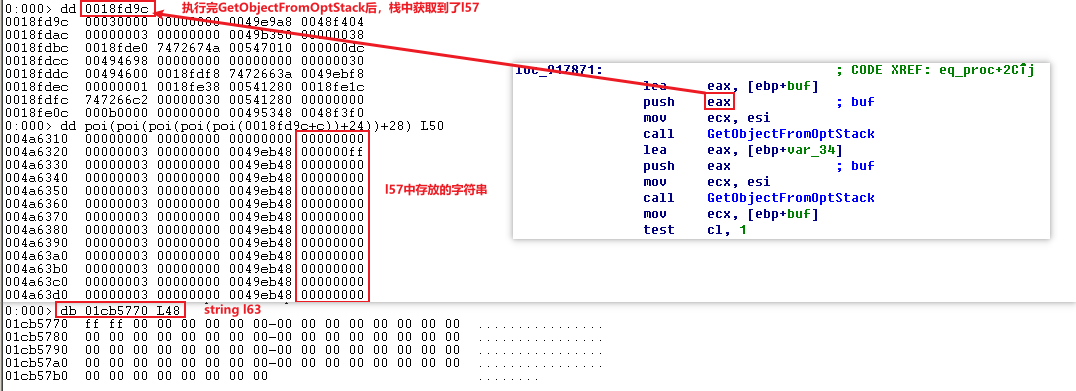 0:000> dd 0018fd9c
执行完GetObjectFromOptStack后，栈中获取到了l57
0018fd9c 00030000 00000008 0049e9a8 0048f404
0018fdac 00000003 00000000 0049b350 00000038
0018fdbc 0018fde0 7472674a 00547010 000000dc
0018fdcc 00494698 00000000 00000000 00000030
0018fddc 00494600 0018fdf8 7472663a 0049ebf8
0018fdec 00000001 0018fe38 00541280 0018fe1c
0018fdfc 747266c2 00000030 00541280 00000000
0018fe0c 000b0000 00000000 00495348 0048f3f0
0:000> dd poi(poi(poi(poi(poi(0018fd9c+c))+24))+28) L50
004a6310 00000000 00000000 00000000 00000000
004a6320 00000003 00000000 0049eb48 000000ff
004a6330 00000003 00000000 0049eb48 00000000
004a6340 00000003 00000000 0049eb48 00000000
004a6350 00000003 00000000 0049eb48 00000000
004a6360 00000003 00000000 0049eb48 00000000
004a6370 00000003 00000000 0049eb48 00000000
004a6380 00000003 00000000 0049eb48 00000000
004a6390 00000003 00000000 0049eb48 00000000
004a63a0 00000003 00000000 0049eb48 00000000
004a63b0 00000003 00000000 0049eb48 00000000
004a63c0 00000003 00000000 0049eb48 00000000
004a63d0 00000003 00000000 0049eb48 00000000
l57中存放的字符串
loc_917871: ; CODE XREF: eq_proc+2C↑j
lea eax, [ebp+buf]
push eax ; buf
mov ecx, esi
call GetObjectFromOptStack
lea eax, [ebp+var_34]
push eax ; buf
mov ecx, esi
call GetObjectFromOptStack
mov ecx, [ebp+buf]
test cl, 1
0:000> db 01cb5770 L48
string l63
01cb5770 ff ff 00 00 00 00 00 00-00 00 00 00 00 00 00 00 ................
01cb5780 00 00 00 00 00 00 00 00-00 00 00 00 00 00 00 00 ................
01cb5790 00 00 00 00 00 00 00 00-00 00 00 00 00 00 00 00 ................
01cb57a0 00 00 00 00 00 00 00 00-00 00 00 00 00 00 00 00 ................
01cb57b0 00 00 00 00 00 00 00 00 ........